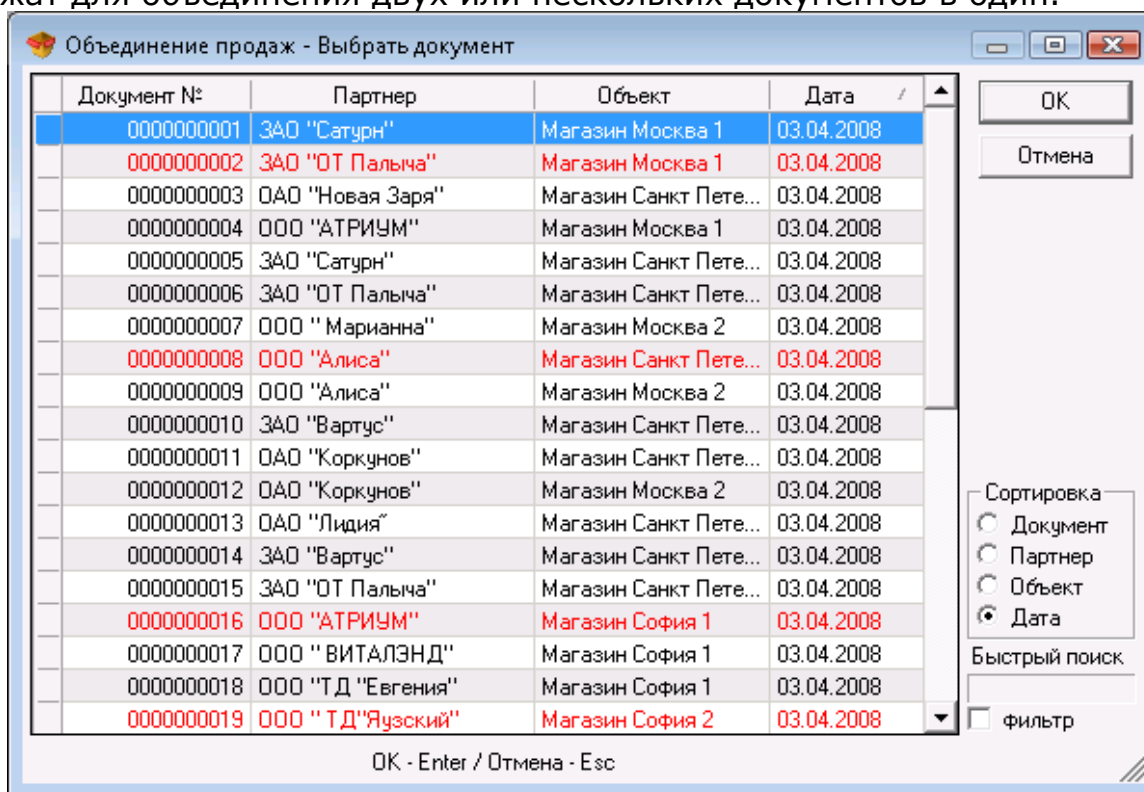 жат для объединения двух или нескольких документов в один.
Объединение продаж - Выбрать документ
Документ № Партнер Объект Дата
0000000001 ЗАО "Сатурн" Магазин Москва 1 03.04.2008
0000000002 ЗАО "ОТ Палыча" Магазин Москва 1 03.04.2008
0000000003 ОАО "Новая Заря" Магазин Санкт Пете... 03.04.2008
0000000004 ООО "АТРИУМ" Магазин Москва 1 03.04.2008
0000000005 ЗАО "Сатурн" Магазин Санкт Пете... 03.04.2008
0000000006 ЗАО "ОТ Палыча" Магазин Санкт Пете... 03.04.2008
0000000007 ООО " Марианна" Магазин Москва 2 03.04.2008
0000000008 ООО "Алиса" Магазин Санкт Пете... 03.04.2008
0000000009 ООО "Алиса" Магазин Москва 2 03.04.2008
0000000010 ЗАО "Вартус" Магазин Санкт Пете... 03.04.2008
0000000011 ОАО "Коркунов" Магазин Санкт Пете... 03.04.2008
0000000012 ОАО "Коркунов" Магазин Москва 2 03.04.2008
0000000013 ОАО "Лидия" Магазин Санкт Пете... 03.04.2008
0000000014 ЗАО "Вартус" Магазин Санкт Пете... 03.04.2008
0000000015 ЗАО "ОТ Палыча" Магазин Санкт Пете... 03.04.2008
0000000016 ООО "АТРИУМ" Магазин София 1 03.04.2008
0000000017 ООО " ВИТАЛЭНД" Магазин София 1 03.04.2008
0000000018 ООО "ТД "Евгения" Магазин София 1 03.04.2008
0000000019 ООО " ТД"Яузский" Магазин София 2 03.04.2008
OK - Enter / Отмена - Esc
OK
Отмена
Сортировка
Документ
Партнер
Объект
Дата
Быстрый поиск
фильтр